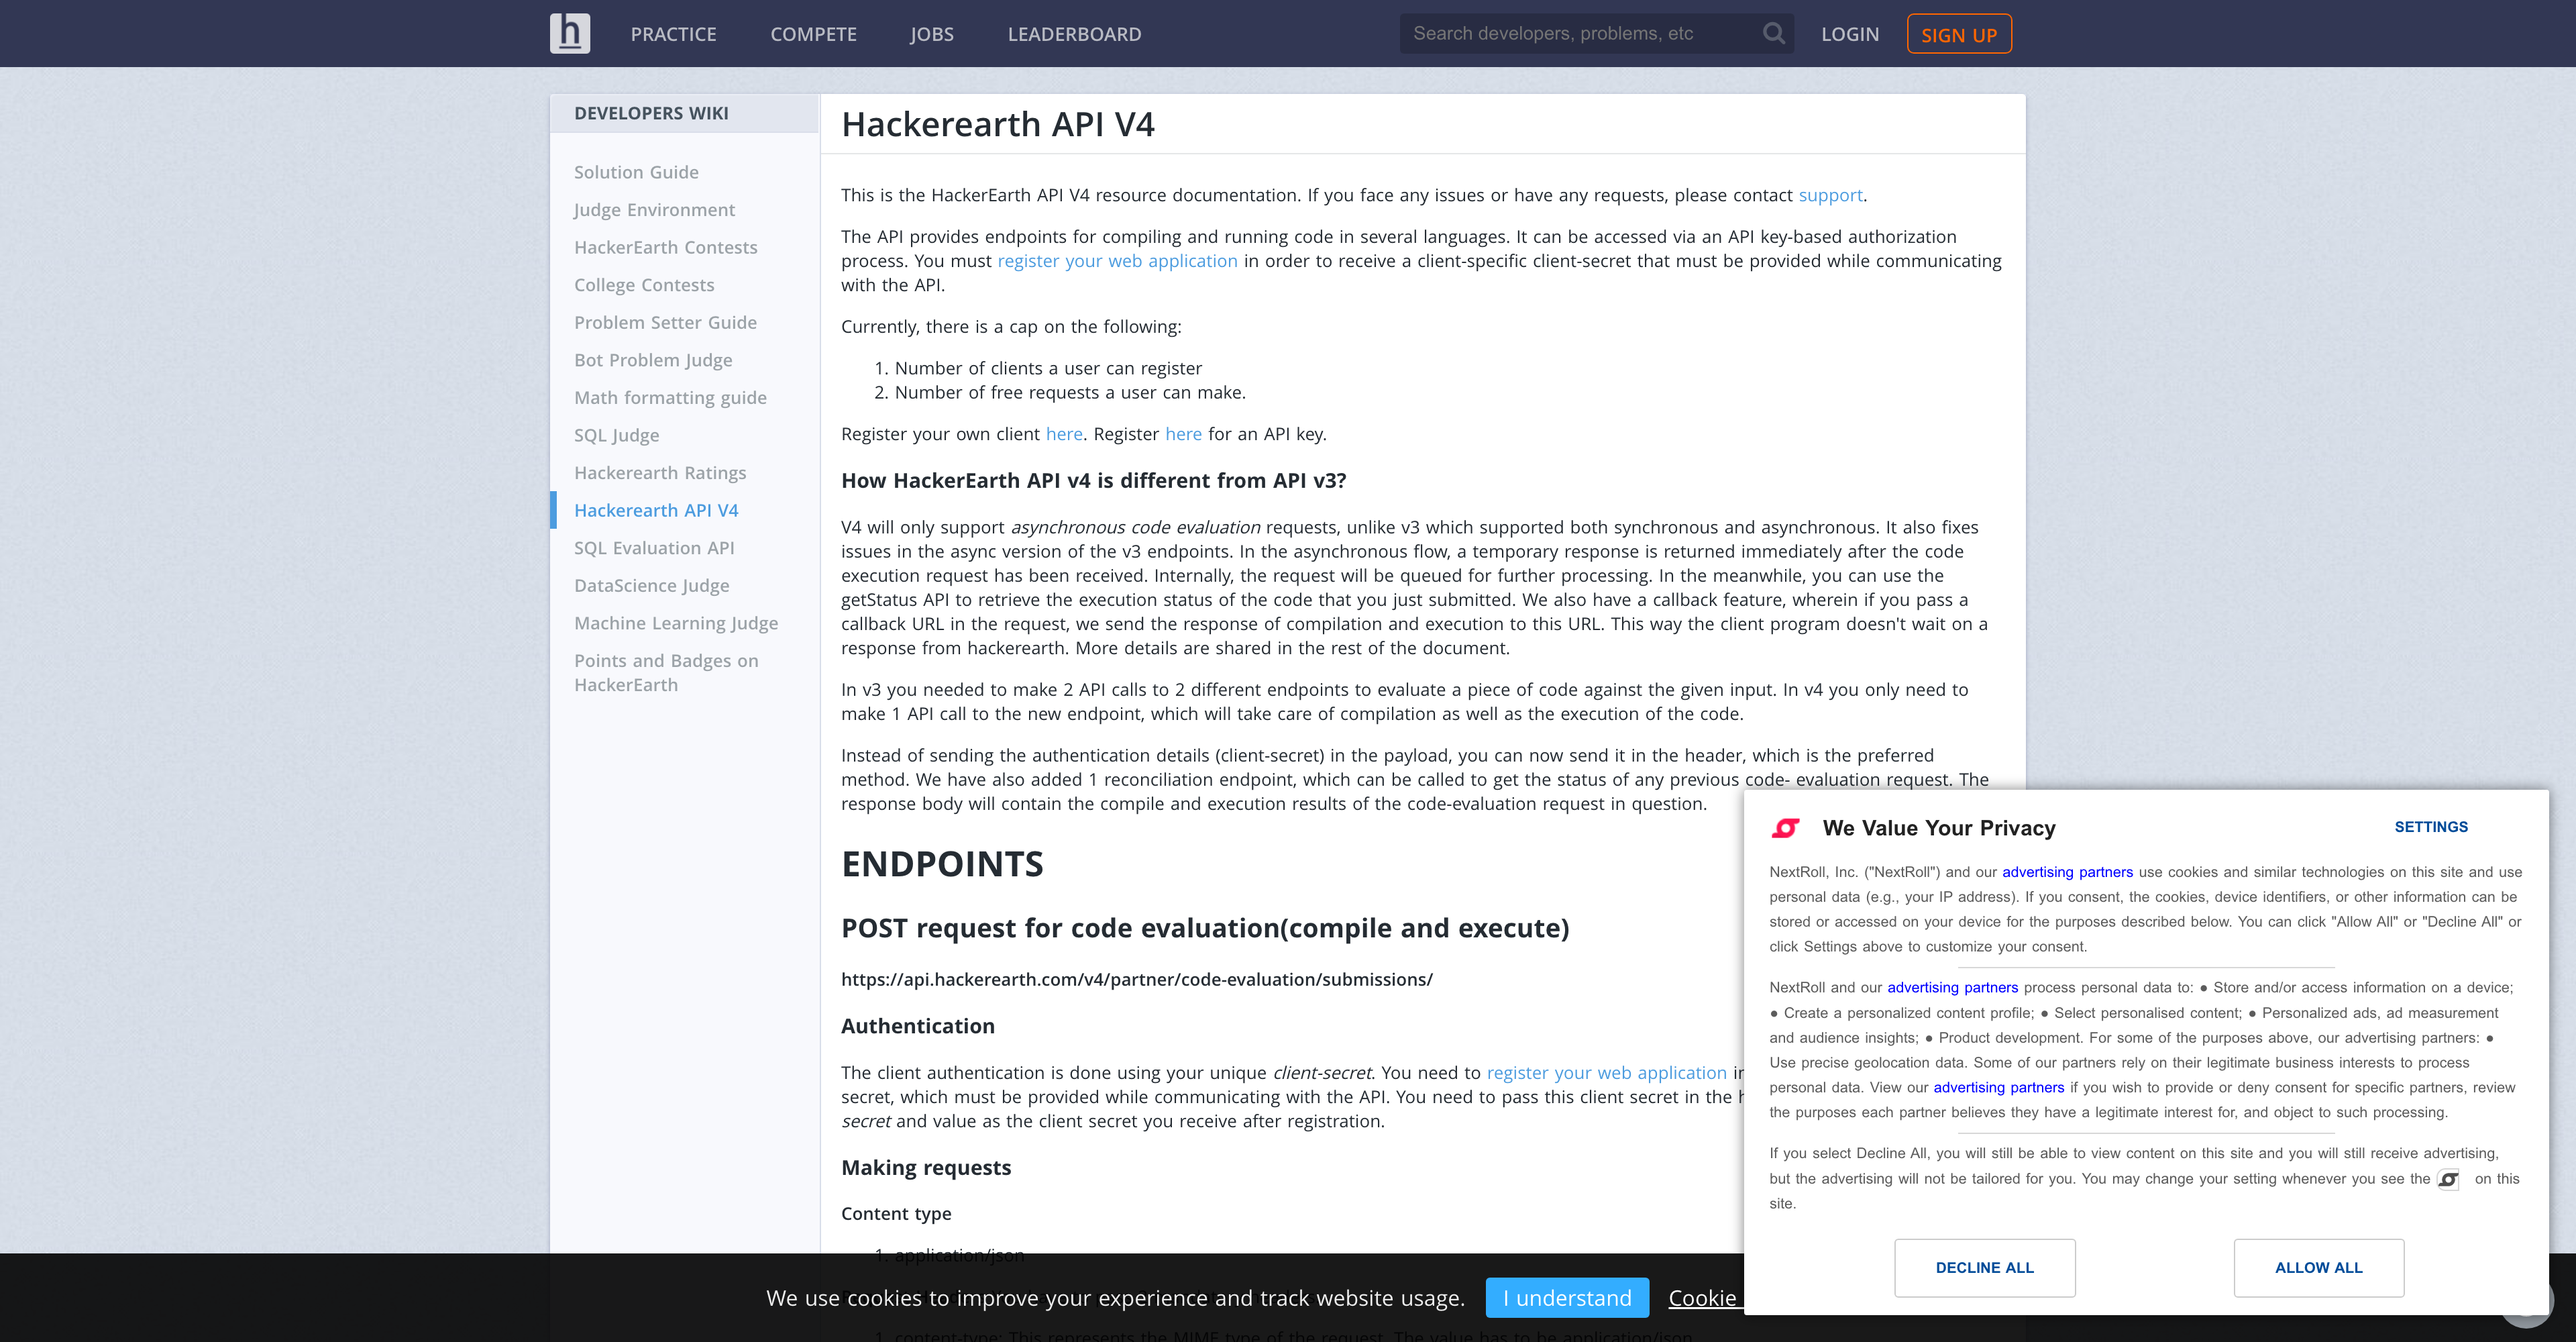 h
PRACTICE
COMPETE
JOBS
LEADERBOARD
Search developers, problems, etc
LOGIN
SIGN UP
DEVELOPERS WIKI
Solution Guide
Judge Environment
HackerEarth Contests
College Contests
Problem Setter Guide
Bot Problem Judge
Math formatting guide
SQL Judge
Hackerearth Ratings
Hackerearth API V4
SQL Evaluation API
DataScience Judge
Machine Learning Judge
Points and Badges on
HackerEarth
Hackerearth API V4
This is the HackerEarth API V4 resource documentation. If you face any issues or have any requests, please contact support.
The API provides endpoints for compiling and running code in several languages. It can be accessed via an API key-based authorization
process. You must register your web application in order to receive a client-specific client-secret that must be provided while communicating
with the API.
Currently, there is a cap on the following:
1. Number of clients a user can register
2. Number of free requests a user can make.
Register your own client here. Register here for an API key.
How HackerEarth API v4 is different from API v3?
V4 will only support asynchronous code evaluation requests, unlike v3 which supported both synchronous and asynchronous. It also fixes
issues in the async version of the v3 endpoints. In the asynchronous flow, a temporary response is returned immediately after the code
execution request has been received. Internally, the request will be queued for further processing. In the meanwhile, you can use the
getStatus API to retrieve the execution status of the code that you just submitted. We also have a callback feature, wherein if you pass a
callback URL in the request, we send the response of compilation and execution to this URL. This way the client program doesn't wait on a
response from hackerearth. More details are shared in the rest of the document.
In v3 you needed to make 2 API calls to 2 different endpoints to evaluate a piece of code against the given input. In v4 you only need to
make 1 API call to the new endpoint, which will take care of compilation as well as the execution of the code.
Instead of sending the authentication details (client-secret) in the payload, you can now send it in the header, which is the preferred
method. We have also added 1 reconciliation endpoint, which can be called to get the status of any previous code- evaluation request. The
response body will contain the compile and execution results of the code-evaluation request in question.
ENDPOINTS
POST request for code evaluation(compile and execute)
https://api.hackerearth.com/v4/partner/code-evaluation/submissions/
Authentication
The client authentication is done using your unique client-secret. You need to register your web application
secret, which must be provided while communicating with the API. You need to pass this client secret in the
secret and value as the client secret you receive after registration.
Making requests
Content type
1. application/json
1. content-type: This represents the MIME type of the request. The value has to be application/json
We use cookies to improve your experience and track website usage.
I understand
Cookie
We Value Your Privacy
SETTINGS
NextRoll, Inc. ("NextRoll") and our advertising partners use cookies and similar technologies on this site and use
personal data (e.g., your IP address). If you consent, the cookies, device identifiers, or other information can be
stored or accessed on your device for the purposes described below. You can click "Allow All" or "Decline All" or
click Settings above to customize your consent.
NextRoll and our advertising partners process personal data to: ● Store and/or access information on a device;
● Create a personalized content profile; ● Select personalised content; ● Personalized ads, ad measurement
and audience insights; ● Product development. For some of the purposes above, our advertising partners: ●
Use precise geolocation data. Some of our partners rely on their legitimate business interests to process
personal data. View our advertising partners if you wish to provide or deny consent for specific partners, review
the purposes each partner believes they have a legitimate interest for, and object to such processing.
If you select Decline All, you will still be able to view content on this site and you will still receive advertising,
but the advertising will not be tailored for you. You may change your setting whenever you see the on this
site.
DECLINE ALL
ALLOW ALL